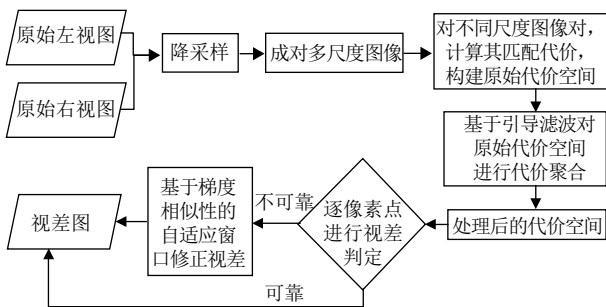 原始左视图
原始右视图
降采样
成对多尺度图像
对不同尺度图像对，
计算其匹配代价，
构建原始代价空间
基于引导滤波对
原始代价空间
进行代价聚合
处理后的代价空间
逐像素点
进行视差
判定
不可靠
基于梯度
相似性的
自适应窗
口修正视差
视差图
可靠